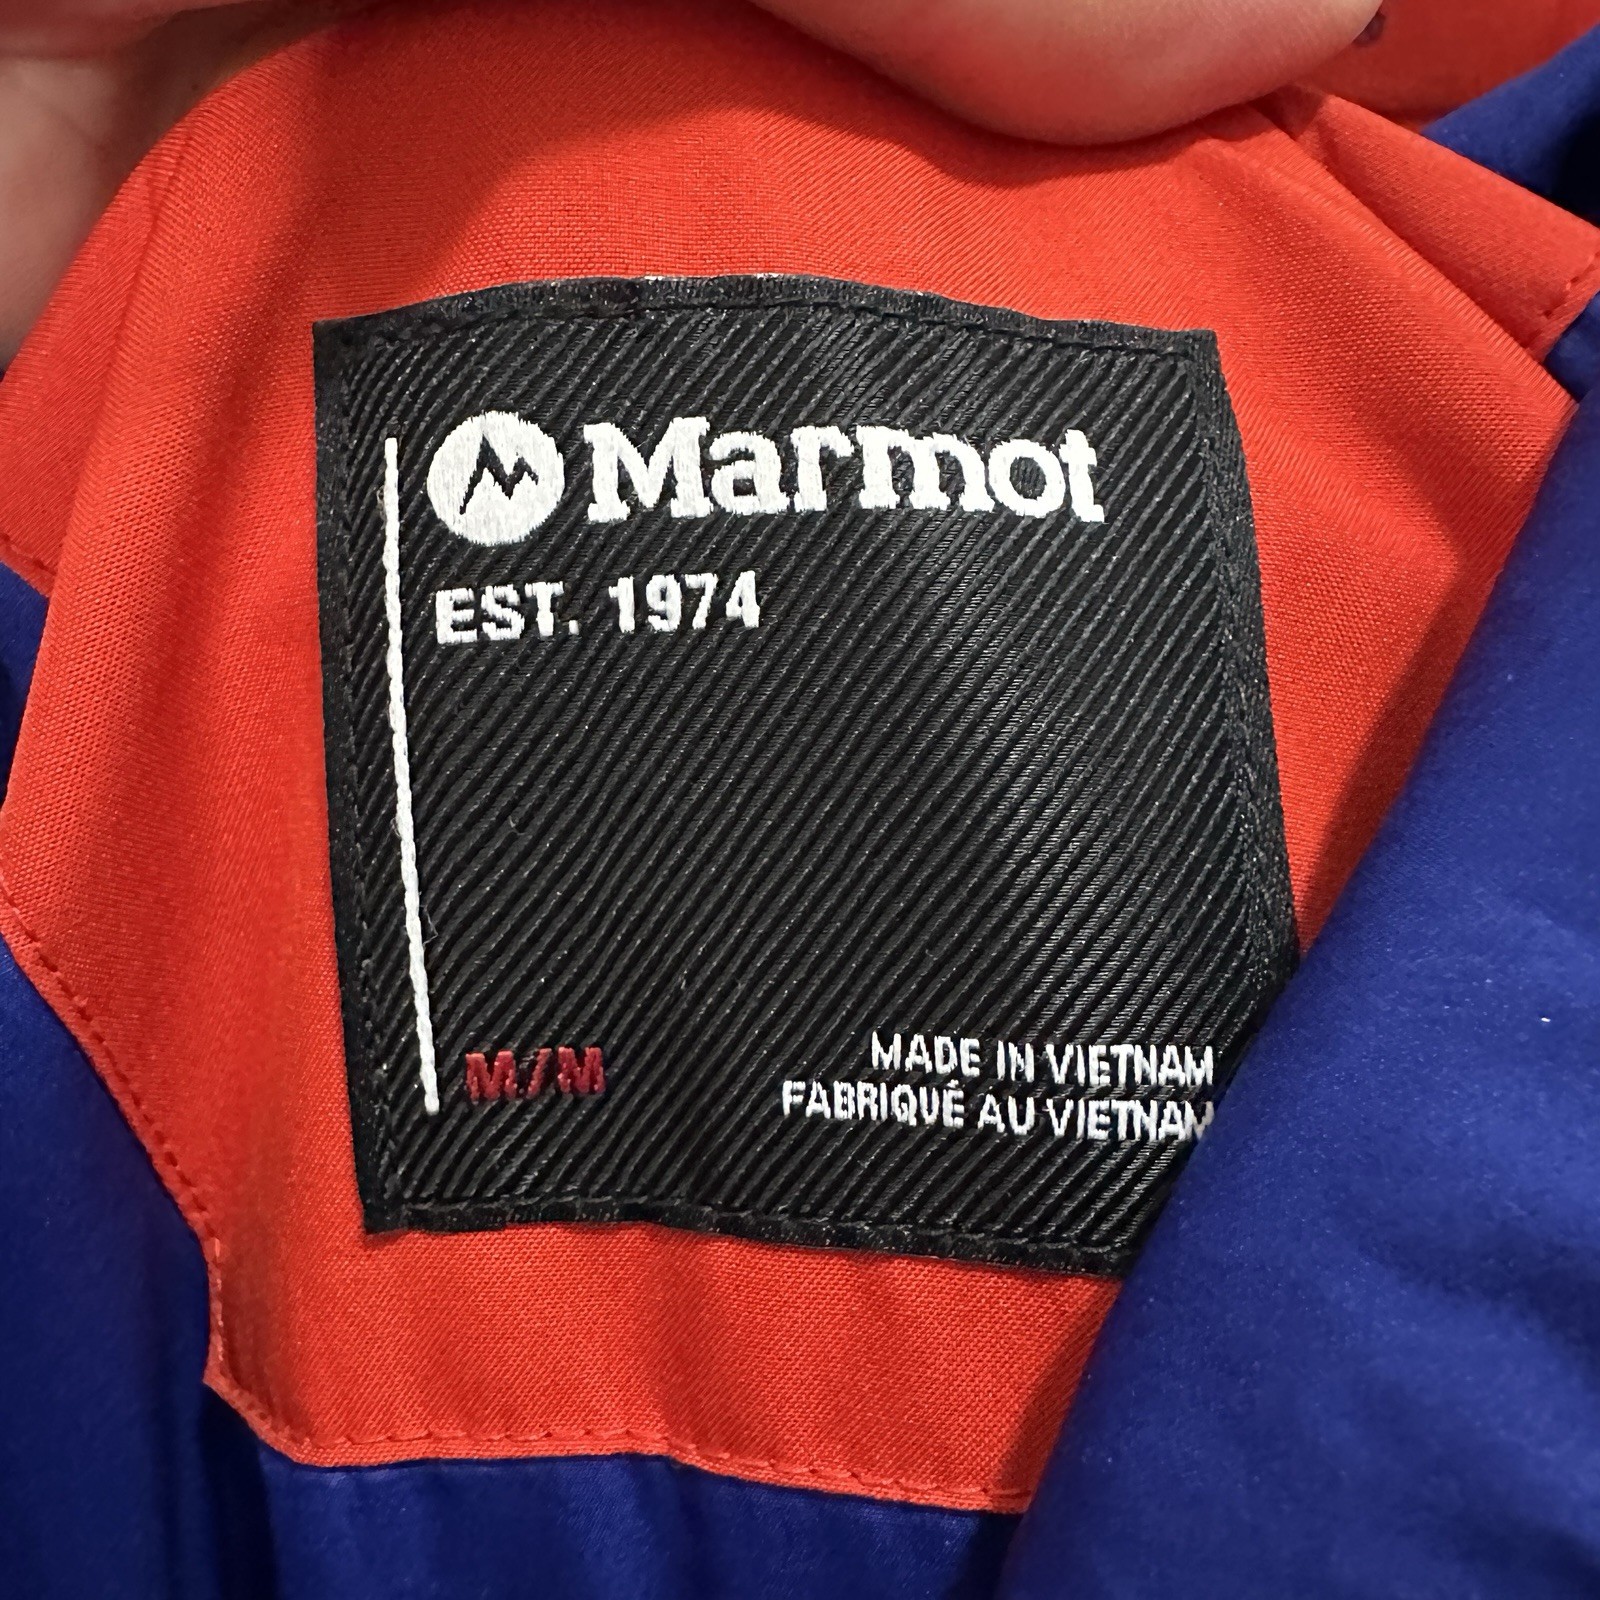 Marmot
EST. 1974
M/M
MADE IN VIETNAM
FABRIQUÉ AU VIETNAM